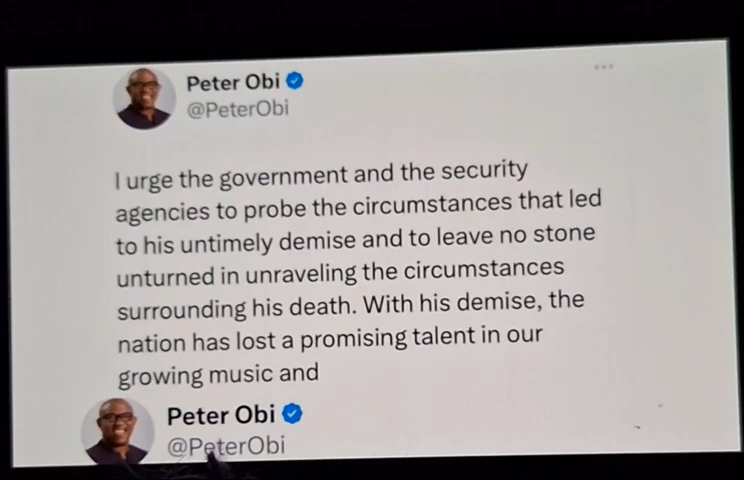 Peter Obi
@PeterObi
I urge the government and the security
agencies to probe the circumstances that led
to his untimely demise and to leave no stone
unturned in unraveling the circumstances
surrounding his death. With his demise, the
nation has lost a promising talent in our
growing music and
Peter Obi
@PeterObi